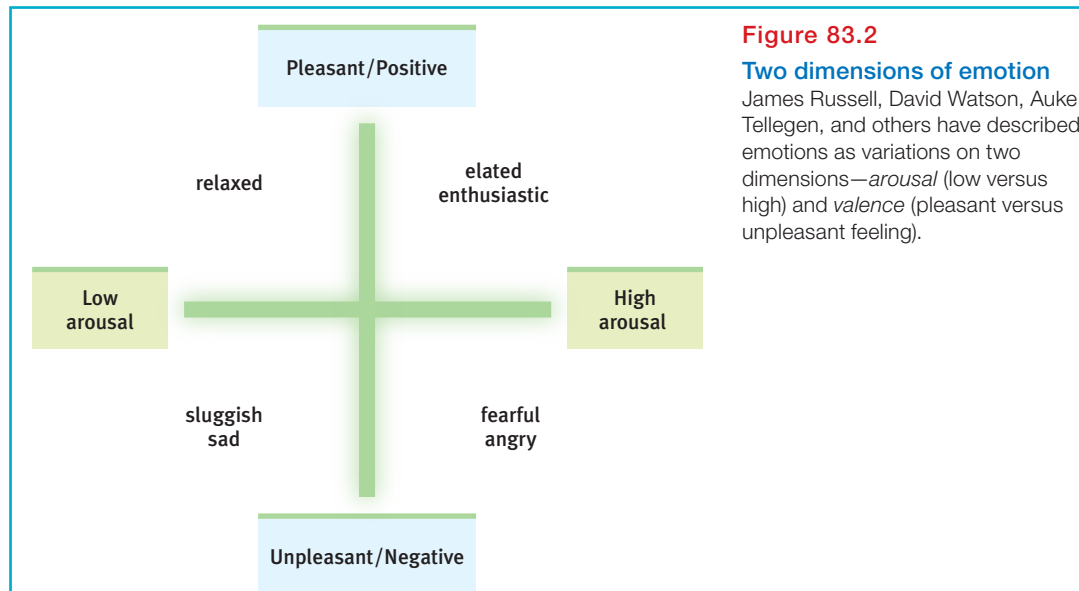 Pleasant/Positive
relaxed
elated
enthusiastic
Low
arousal
High
arousal
sluggish
sad
fearful
angry
Unpleasant/Negative
Figure 83.2
Two dimensions of emotion
James Russell, David Watson, Auke
Tellegen, and others have described
emotions as variations on two
dimensions—arousal (low versus
high) and valence (pleasant versus
unpleasant feeling).